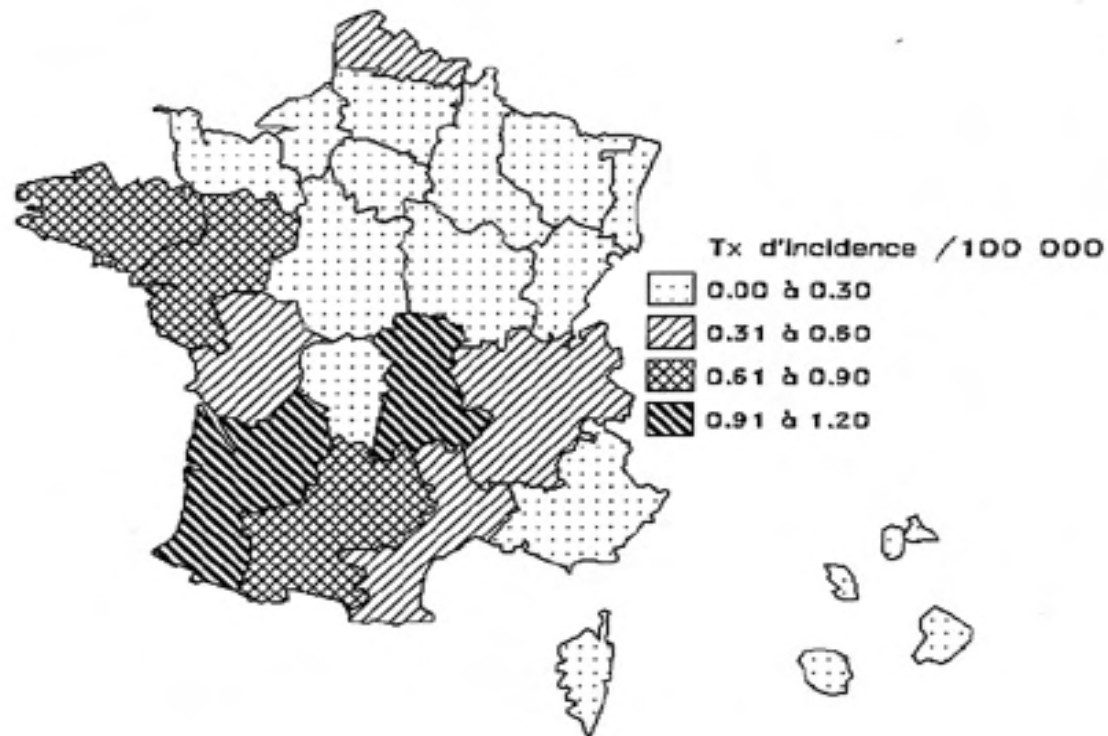 Tx d'incidence /100 000
0.00 à 0.30
0.31 à 0.60
0.61 à 0.90
0.91 à 1.20